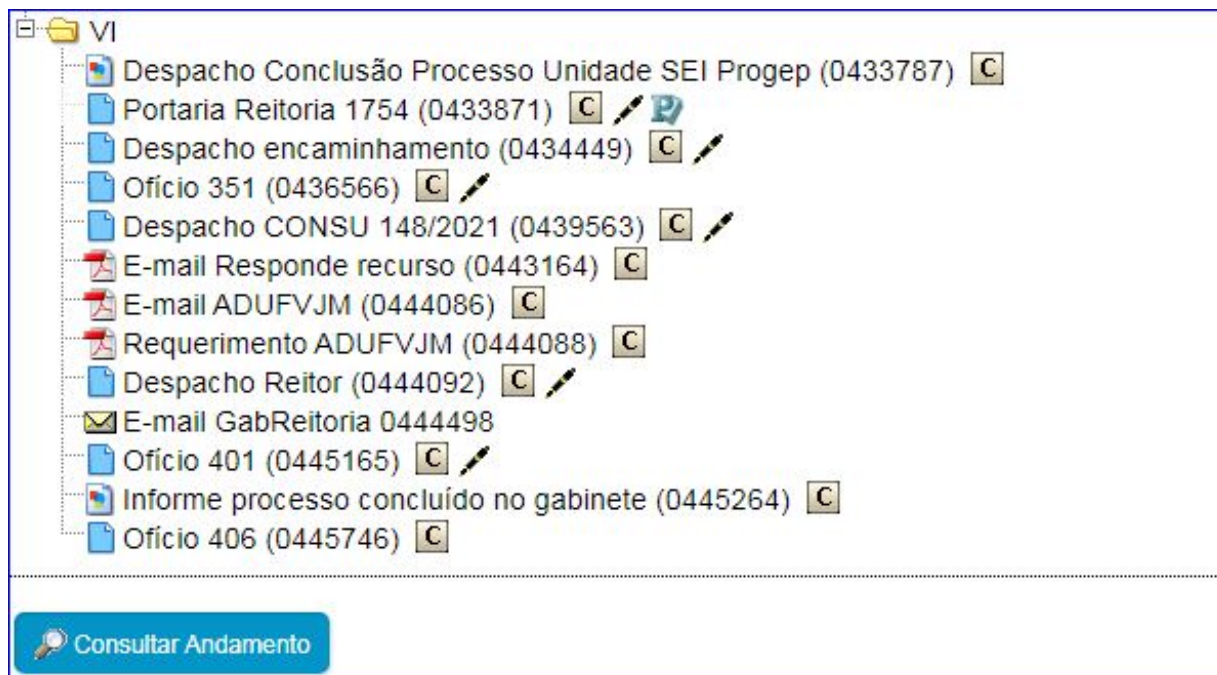 VI
Despacho Conclusão Processo Unidade SEI Progep (0433787) C
Portaria Reitoria 1754 (0433871) C
Despacho encaminhamento (0434449) C
Ofício 351 (0436566) C
Despacho CONSU 148/2021 (0439563) C
E-mail Responde recurso (0443164) C
E-mail ADUFVJM (0444086) C
Requerimento ADUFVJM (0444088) C
Despacho Reitor (0444092) C
E-mail GabReitoria 0444498
Ofício 401 (0445165) C
Informe processo concluído no gabinete (0445264) C
Ofício 406 (0445746) C
Consultar Andamento